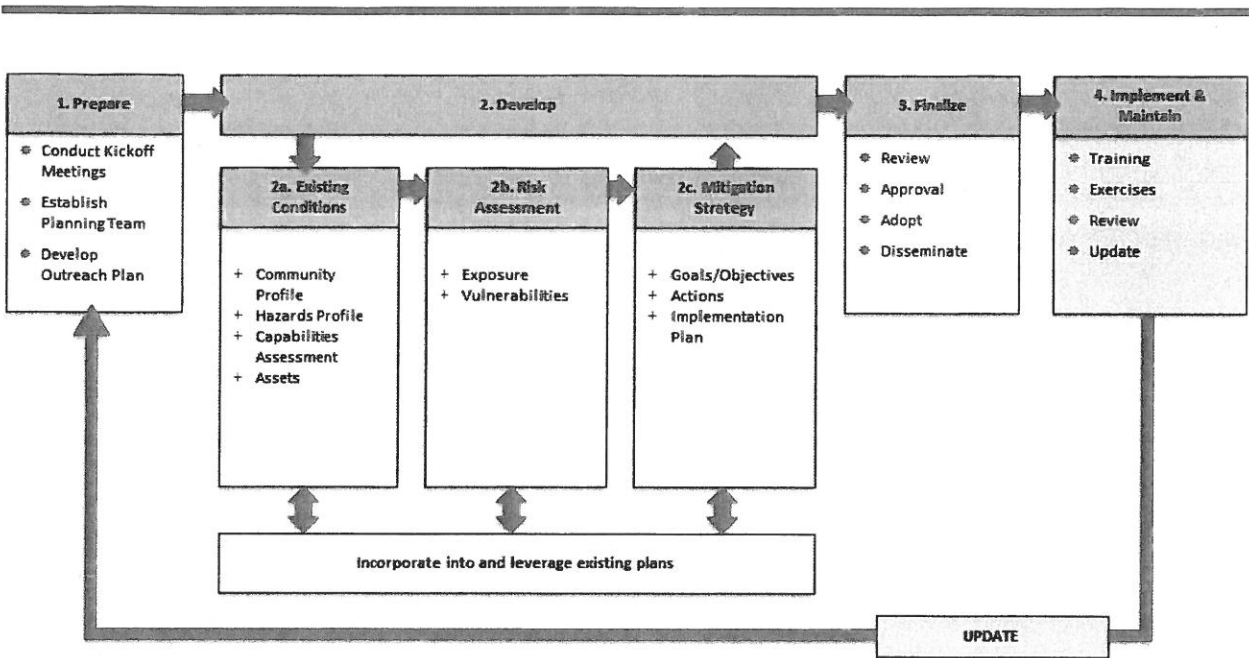 1. Prepare
Conduct Kickoff
Meetings
Establish
Planning Team
Develop
Outreach Plan
2. Develop
2a. Existing
Conditions
+ Community
Profile
+ Hazards Profile
+ Capabilities
Assessment
+ Assets
2b. Risk
Assessment
+ Exposure
+ Vulnerabilities
2c. Mitigation
Strategy
+ Goals/Objectives
+ Actions
+ Implementation
Plan
Incorporate into and leverage existing plans
3. Finalize
Review
Approval
Adopt
Disseminate
4. Implement &
Maintain
Training
Exercises
Review
Update
UPDATE